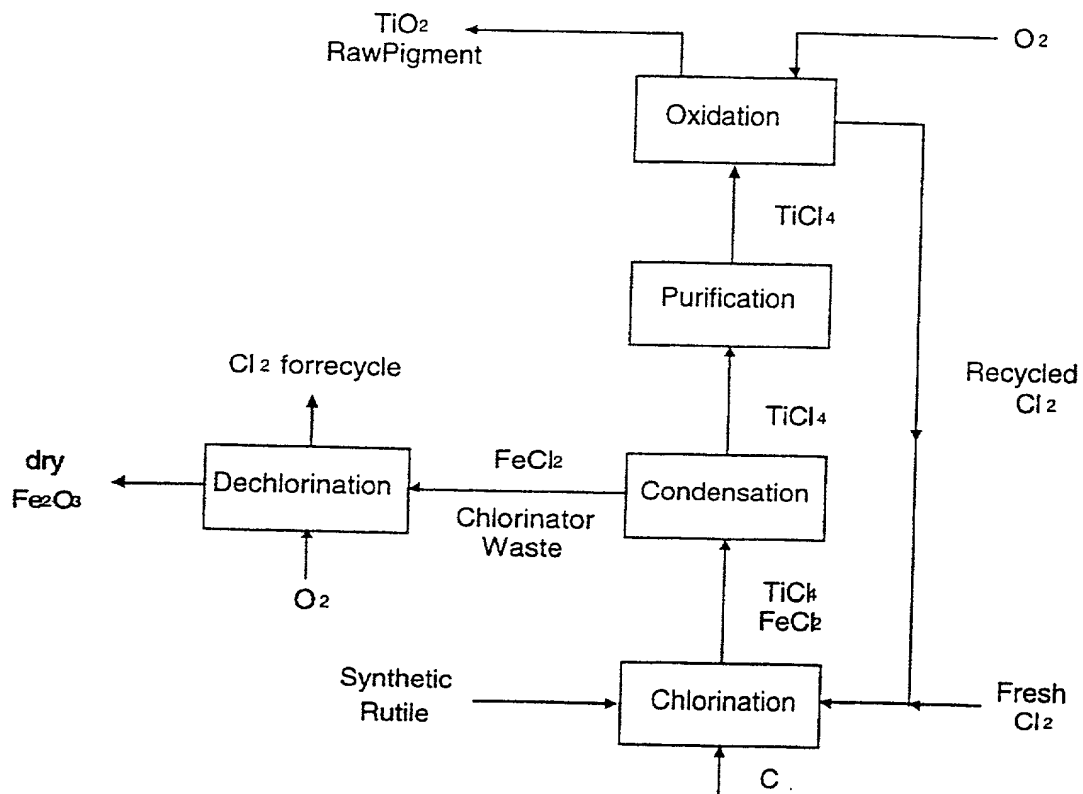 TiO2
RawPigment
O2
Oxidation
TiCl4
Purification
Cl2 forrecycle
Recycled
Cl2
TiCl4
dry
Fe2O3
Dechlorination
FeCl2
Chlorinator
Waste
Condensation
O2
TiCl4
FeCl2
Synthetic
Rutile
Chlorination
Fresh
Cl2
C